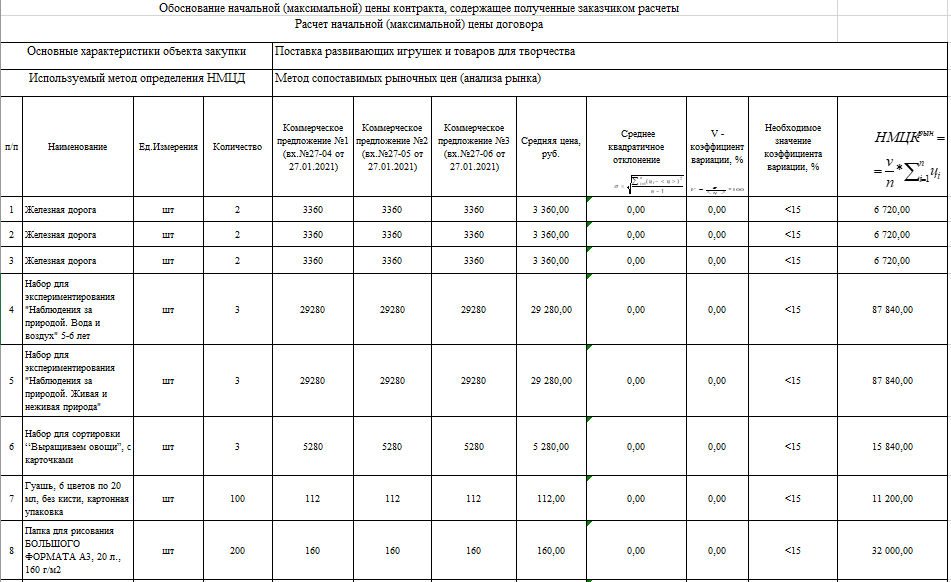 Обоснование начальной (максимальной) цены контракта, содержащее полученные заказчиком расчеты
Расчет начальной (максимальной) цены договора
Основные характеристики объекта закупки Поставка развивающих игрушек и товаров для творчества
Используемый метод определения НМЦД Метод сопоставимых рыночных цен (анализа рынка)
п/п
Наименование
Ед.Измерения
Количество
Коммерческое
предложение №1
(вх.№27-04 от
27.01.2021)
Коммерческое
предложение №2
(вх.№27-05 от
27.01.2021)
Коммерческое
предложение №3
(вх.№27-06 от
27.01.2021)
Средняя цена,
руб.
Среднее
квадратичное
отклонение
V -
коэффициент
вариации, %
Необходимое
значение
коэффициента
вариации, %
НМЦК рын =
= v/n * ∑ n i=1 ц i
1 Железная дорога шт 2 3360 3360 3360 3 360,00 0,00 0,00 <15 6 720,00
2 Железная дорога шт 2 3360 3360 3360 3 360,00 0,00 0,00 <15 6 720,00
3 Железная дорога шт 2 3360 3360 3360 3 360,00 0,00 0,00 <15 6 720,00
Набор для
экспериментирования
"Наблюдения за
4 природой. Вода и шт 3 29280 29280 29280 29 280,00 0,00 0,00 <15 87 840,00
воздух" 5-6 лет
Набор для
экспериментирования
5 "Наблюдения за шт 3 29280 29280 29280 29 280,00 0,00 0,00 <15 87 840,00
природой. Живая и
неживая природа"
Набор для сортировки
6 ‘‘Выращиваем овощи”, с шт 3 5280 5280 5280 5 280,00 0,00 0,00 <15 15 840,00
карточками
Гуашь, 6 цветов по 20
7 мл, без кисти, картонная шт 100 112 112 112 112,00 0,00 0,00 <15 11 200,00
упаковка
Папка для рисования
БОЛЬШОГО
8 ФОРМАТА А3, 20 л., шт 200 160 160 160 160,00 0,00 0,00 <15 32 000,00
160 г/м2